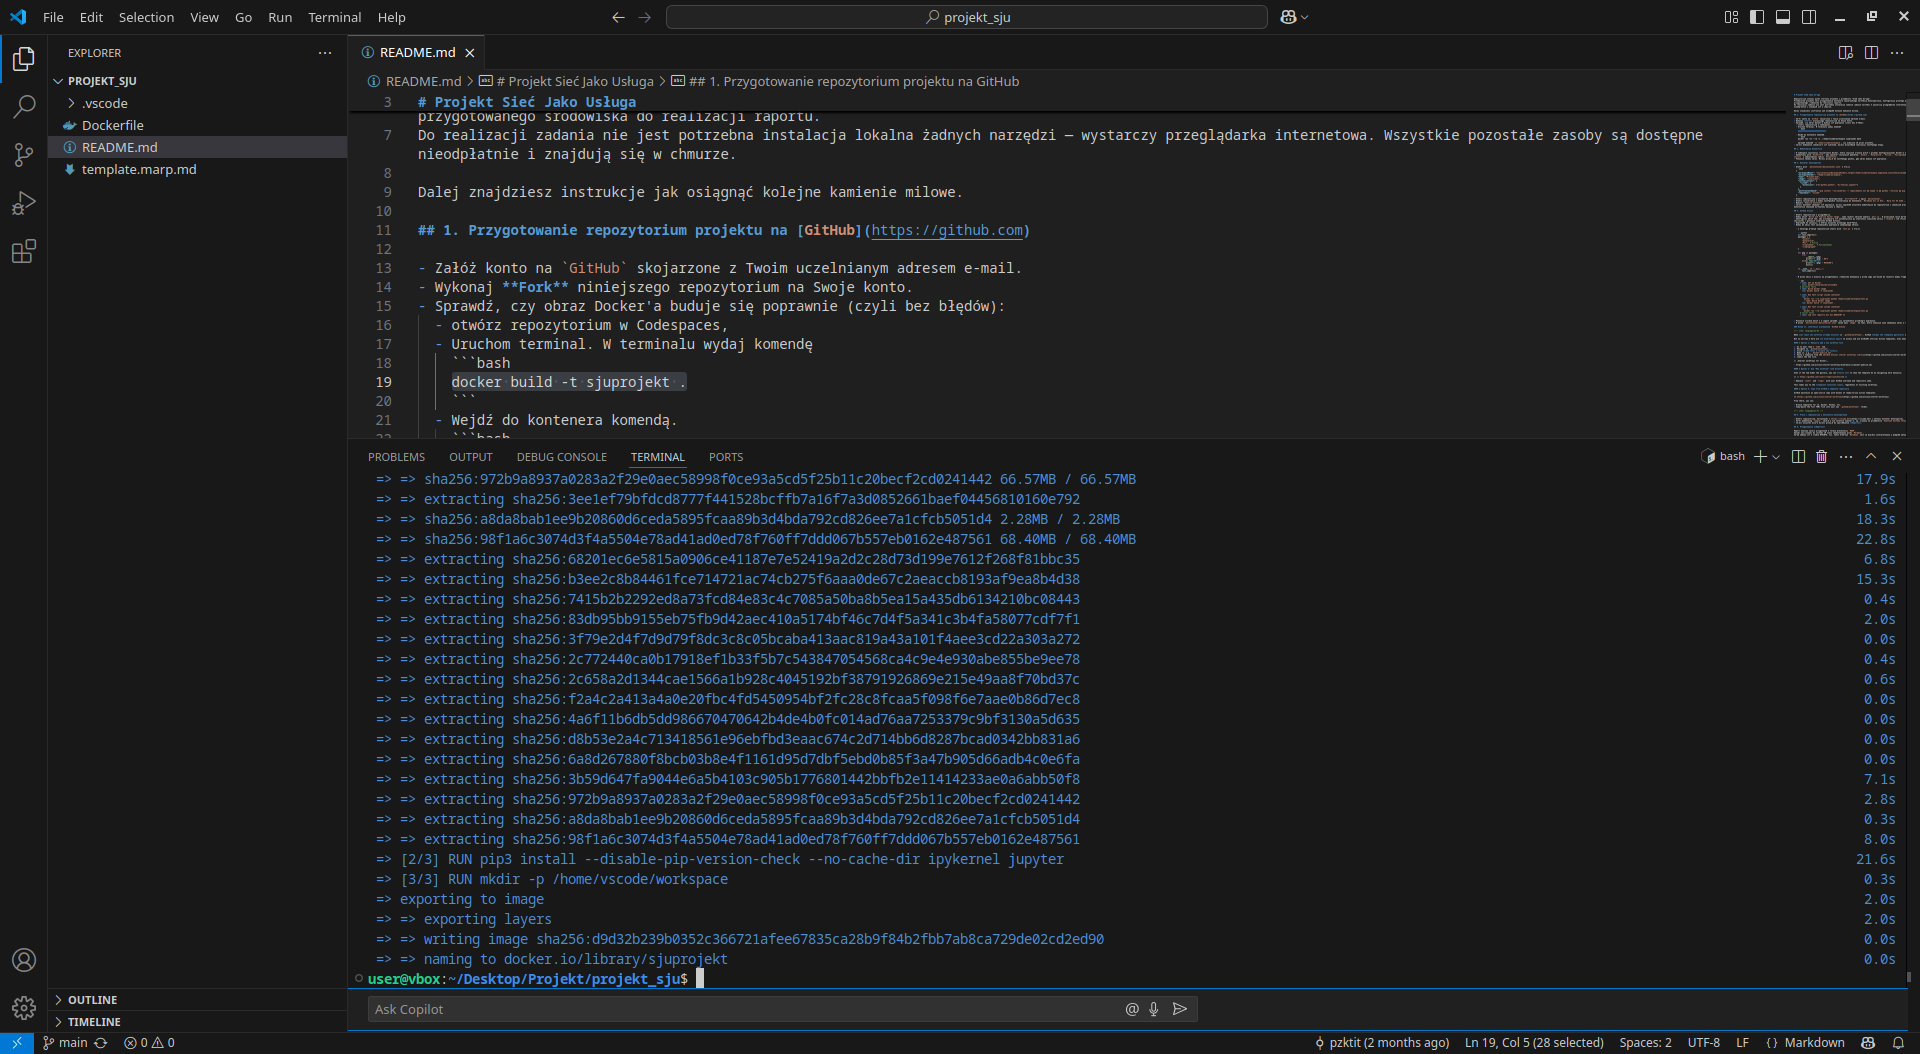 File Edit Selection View Go Run Terminal Help
projekt_sju
EXPLORER
PROJEKT_SJU
.vscode
Dockerfile
README.md
template.marp.md
OUTLINE
TIMELINE
README.md
README.md > # Projekt Sieć Jako Usługa > ## 1. Przygotowanie repozytorium projektu na GitHub
3 # Projekt Sieć Jako Usługa
przygotowanego środowiska do realizacji raportu.
7 Do realizacji zadania nie jest potrzebna instalacja lokalna żadnych narzędzi – wystarczy przeglądarka internetowa. Wszystkie pozostałe zasoby są dostępne
nieodpłatnie i znajdują się w chmurze.
8
9 Dalej znajdziesz instrukcje jak osiągnąć kolejne kamienie milowe.
10
11 ## 1. Przygotowanie repozytorium projektu na [GitHub](https://github.com)
12
13 - Załóż konto na `GitHub` skojarzone z Twoim uczelnianym adresem e-mail.
14 - Wykonaj **Fork** niniejszego repozytorium na Swoje konto.
15 - Sprawdź, czy obraz Docker'a buduje się poprawnie (czyli bez błędów):
16 - otwórz repozytorium w Codespaces,
17 - Uruchom terminal. W terminalu wydaj komendę
18 ```bash
19 docker build -t sjuprojekt .
20 ```
21 - Wejdź do kontenera komendą.
22 ```bash
PROBLEMS OUTPUT DEBUG CONSOLE TERMINAL PORTS
bash
=> => sha256:972b9a8937a0283a2f29e0aec58998f0ce93a5cd5f25b11c20becf2cd0241442 66.57MB / 66.57MB 17.9s
=> => extracting sha256:3ee1ef79bfdcd8777f441528bcffb7a16f7a3d0852661baef04456810160e792 1.6s
=> => sha256:a8da8bab1ee9b20860d6ceda5895fcaa89b3d4bda792cd826ee7a1cfcb5051d4 2.28MB / 2.28MB 18.3s
=> => sha256:98f1a6c3074d3f4a5504e78ad41ad0ed78f760ff7ddd067b557eb0162e487561 68.40MB / 68.40MB 22.8s
=> => extracting sha256:68201ec6e5815a0906ce41187e7e52419a2d2c28d73d199e7612f268f81bbc35 6.8s
=> => extracting sha256:b3ee2c8b84461fce714721ac74cb275f6aaa0de67c2aeaccb8193af9ea8b4d38 15.3s
=> => extracting sha256:7415b2b2292ed8a73fcd84e83c4c7085a50ba8b5ea15a435db6134210bc08443 0.4s
=> => extracting sha256:83db95bb9155eb75fb9d42aec410a5174bf46c7d4f5a341c3b4fa58077cdf7f1 2.0s
=> => extracting sha256:3f79e2d4f7d9d79f8dc3c8c05bcaba413aac819a43a101f4aee3cd22a303a272 0.0s
=> => extracting sha256:2c772440ca0b17918ef1b33f5b7c543847054568ca4c9e4e930abe855be9ee78 0.4s
=> => extracting sha256:2c658a2d1344cae1566a1b928c4045192bf38791926869e215e49aa8f70bd37c 0.6s
=> => extracting sha256:f2a4c2a413a4a0e20fbc4fd5450954bf2fc28c8fcaa5f098f6e7aae0b86d7ec8 0.0s
=> => extracting sha256:4a6f11b6db5dd986670470642b4de4b0fc014ad76aa7253379c9bf3130a5d635 0.0s
=> => extracting sha256:d8b53e2a4c713418561e96ebfbd3eaac674c2d714bb6d8287bcad0342bb831a6 0.0s
=> => extracting sha256:6a8d267880f8bcb03b8e4f1161d95d7dbf5ebd0b85f3a47b905d66adb4c0e6fa 0.0s
=> => extracting sha256:3b59d647fa9044e6a5b4103c905b1776801442bbfb2e11414233ae0a6abb50f8 7.1s
=> => extracting sha256:972b9a8937a0283a2f29e0aec58998f0ce93a5cd5f25b11c20becf2cd0241442 2.8s
=> => extracting sha256:a8da8bab1ee9b20860d6ceda5895fcaa89b3d4bda792cd826ee7a1cfcb5051d4 0.3s
=> => extracting sha256:98f1a6c3074d3f4a5504e78ad41ad0ed78f760ff7ddd067b557eb0162e487561 8.0s
=> [2/3] RUN pip3 install --disable-pip-version-check --no-cache-dir ipykernel jupyter 21.6s
=> [3/3] RUN mkdir -p /home/vscode/workspace 0.3s
=> exporting to image 2.0s
=> => exporting layers 2.0s
=> => writing image sha256:d9d32b239b0352c366721afee67835ca28b9f84b2fbb7ab8ca729de02cd2ed90 0.0s
=> => naming to docker.io/library/sjuprojekt 0.0s
user@vbox:~/Desktop/Projekt/projekt_sju$
Ask Copilot
main 0 0 pzktit (2 months ago) Ln 19, Col 5 (28 selected) Spaces: 2 UTF-8 LF {} Markdown